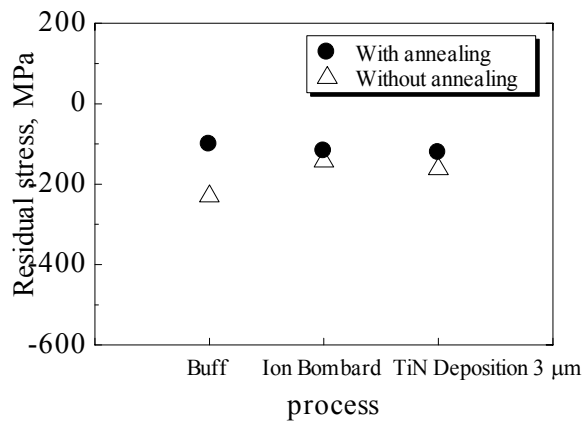 200
With annealing
Without annealing
0
-200
-400
-600
Residual stress, MPa
Buff Ion Bombard TiN Deposition 3 μm
process